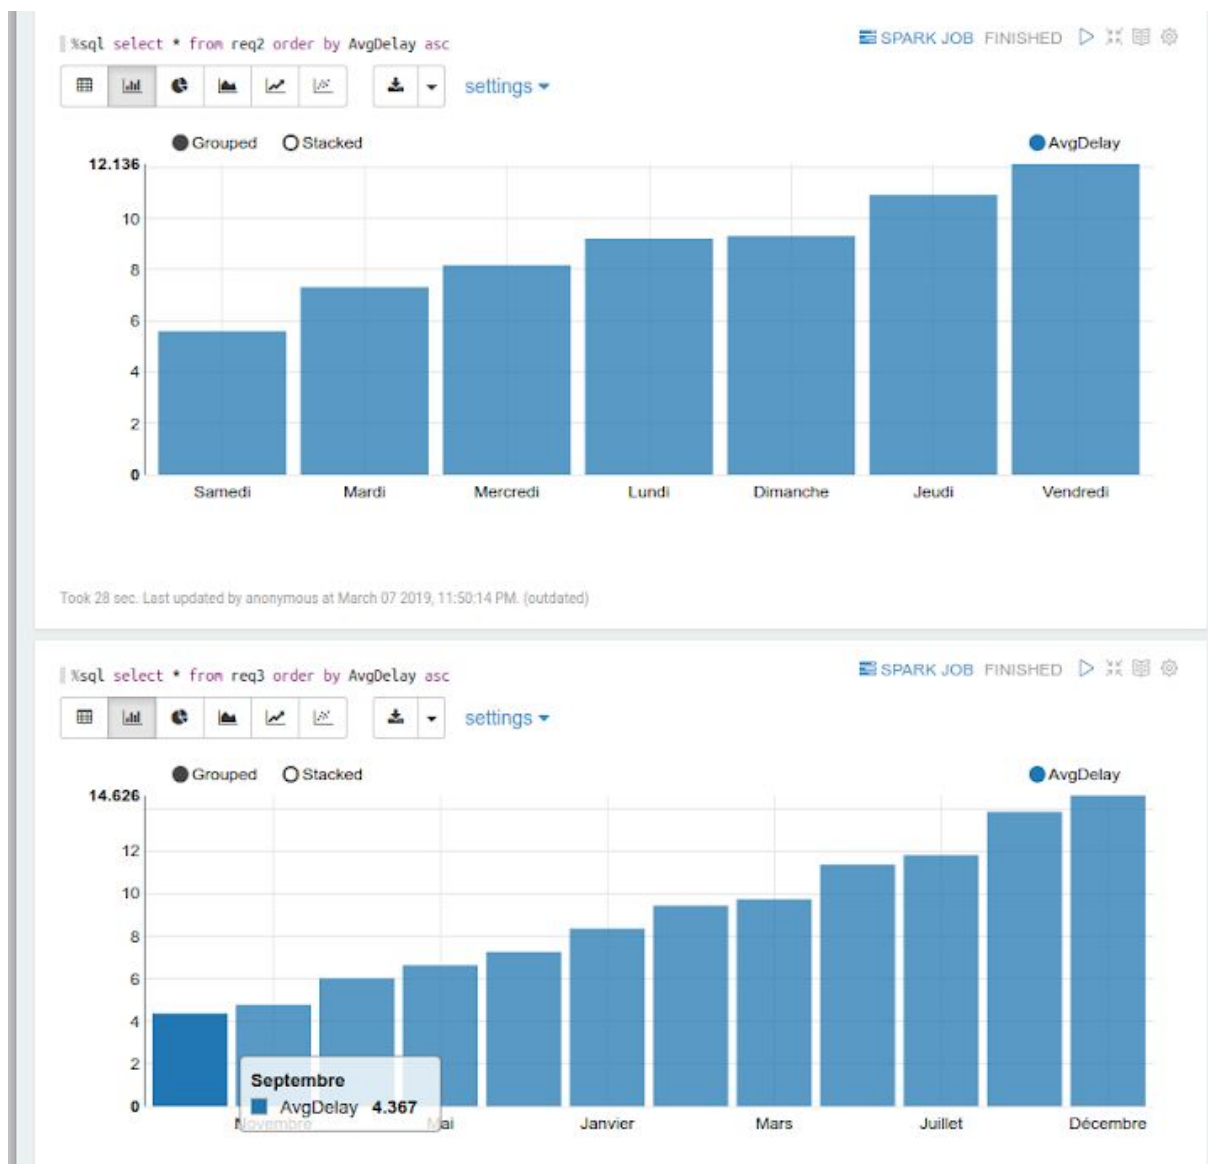 %sql select * from req2 order by AvgDelay asc
SPARK JOB FINISHED
settings
Grouped Stacked AvgDelay
12.136
10
8
6
4
2
0
Samedi Mardi Mercredi Lundi Dimanche Jeudi Vendredi
Took 28 sec. Last updated by anonymous at March 07 2019, 11:50:14 PM. (outdated)
%sql select * from req3 order by AvgDelay asc
SPARK JOB FINISHED
settings
Grouped Stacked AvgDelay
14.626
12
10
8
6
4
2
0
Septembre
AvgDelay 4.367
Novembre Mai Janvier Mars Juillet Décembre